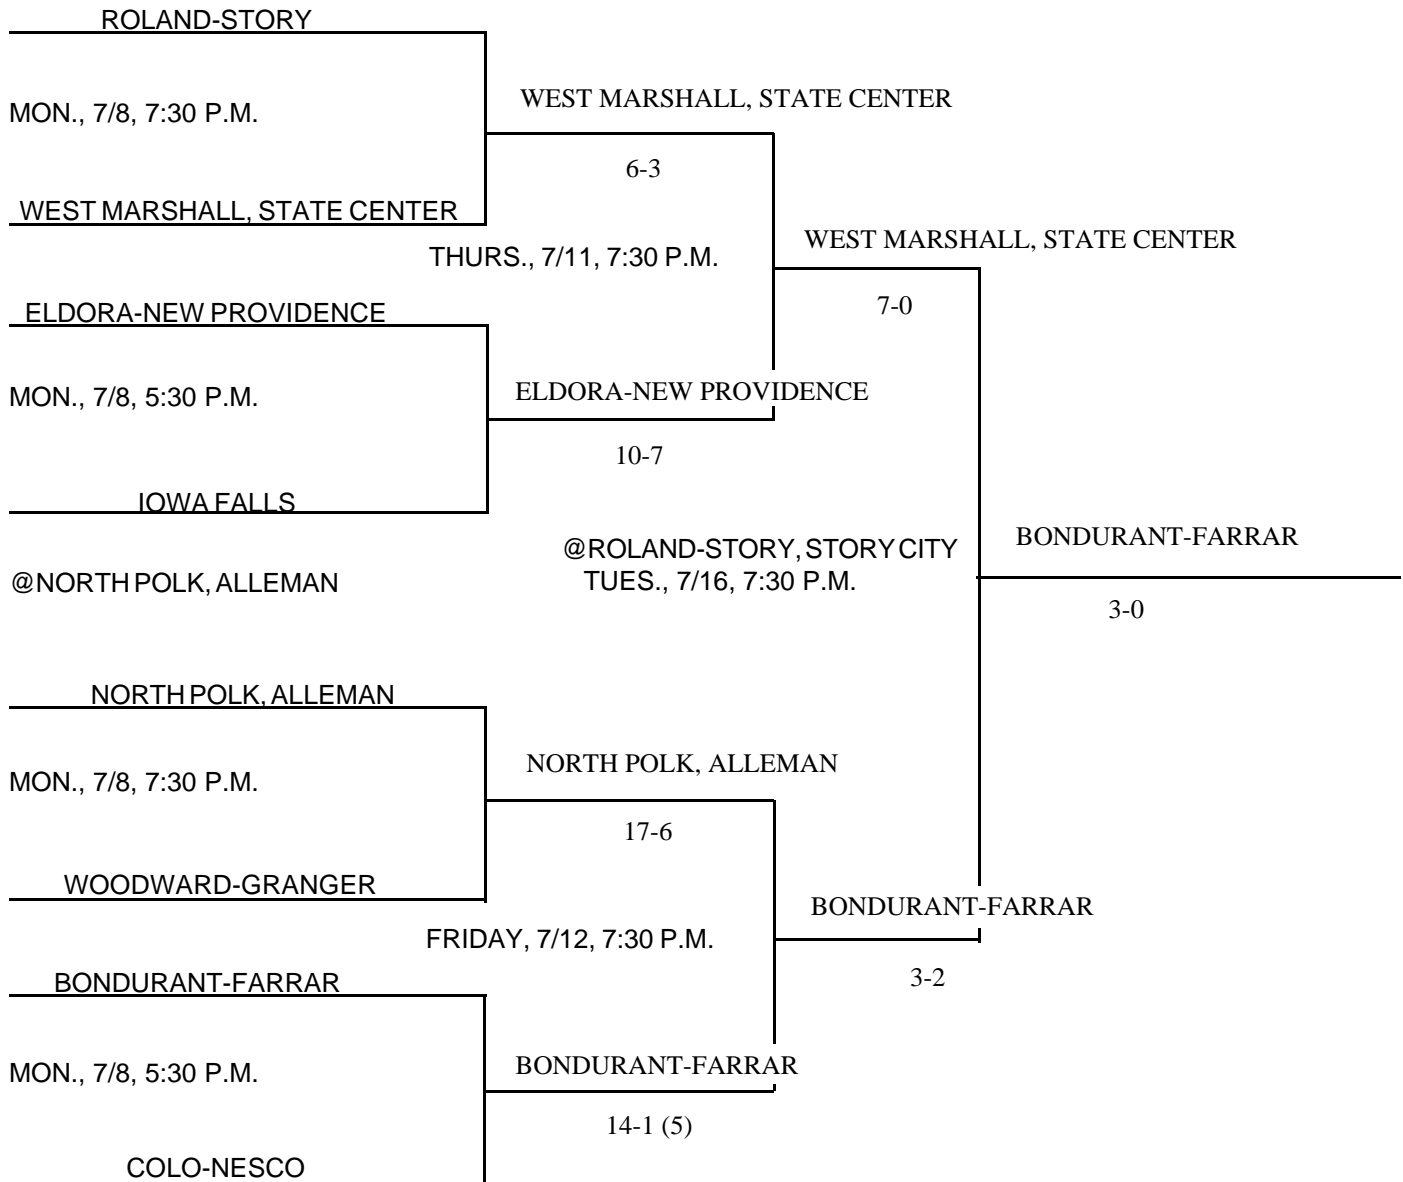 ROLAND-STORY
MON., 7/8, 7:30 P.M.
WEST MARSHALL, STATE CENTER
6-3
WEST MARSHALL, STATE CENTER
THURS., 7/11, 7:30 P.M.
WEST MARSHALL, STATE CENTER
7-0
ELDORA-NEW PROVIDENCE
MON., 7/8, 5:30 P.M.
ELDORA-NEW PROVIDENCE
10-7
IOWA FALLS
@ROLAND-STORY, STORY CITY
TUES., 7/16, 7:30 P.M.
BONDURANT-FARRAR
3-0
@NORTH POLK, ALLEMAN
NORTH POLK, ALLEMAN
MON., 7/8, 7:30 P.M.
NORTH POLK, ALLEMAN
17-6
WOODWARD-GRANGER
FRIDAY, 7/12, 7:30 P.M.
BONDURANT-FARRAR
3-2
BONDURANT-FARRAR
MON., 7/8, 5:30 P.M.
BONDURANT-FARRAR
14-1 (5)
COLO-NESCO